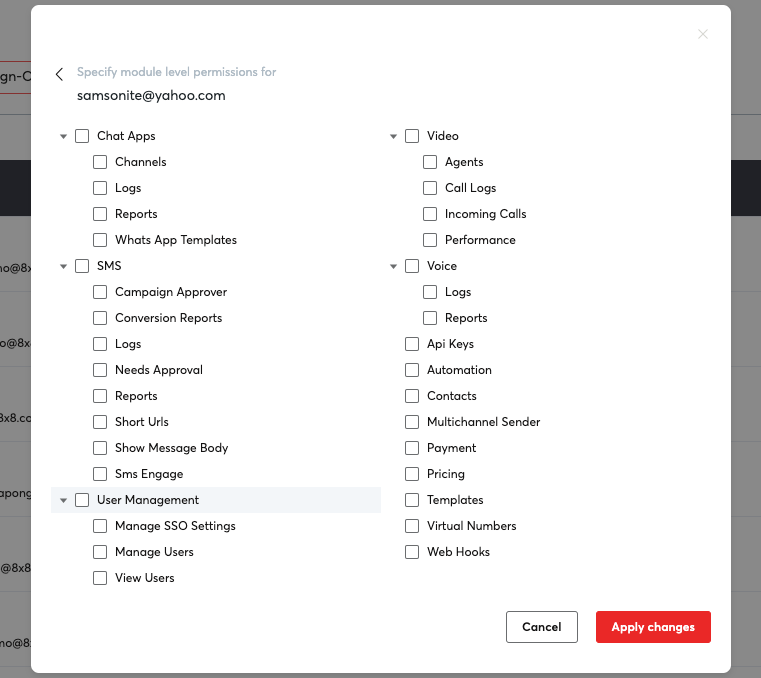 Specify module level permissions for
samsonite@yahoo.com
Chat Apps
Channels
Logs
Reports
Whats App Templates
SMS
Campaign Approver
Conversion Reports
Logs
Needs Approval
Reports
Short Urls
Show Message Body
Sms Engage
User Management
Manage SSO Settings
Manage Users
View Users
Video
Agents
Call Logs
Incoming Calls
Performance
Voice
Logs
Reports
Api Keys
Automation
Contacts
Multichannel Sender
Payment
Pricing
Templates
Virtual Numbers
Web Hooks
Cancel
Apply changes